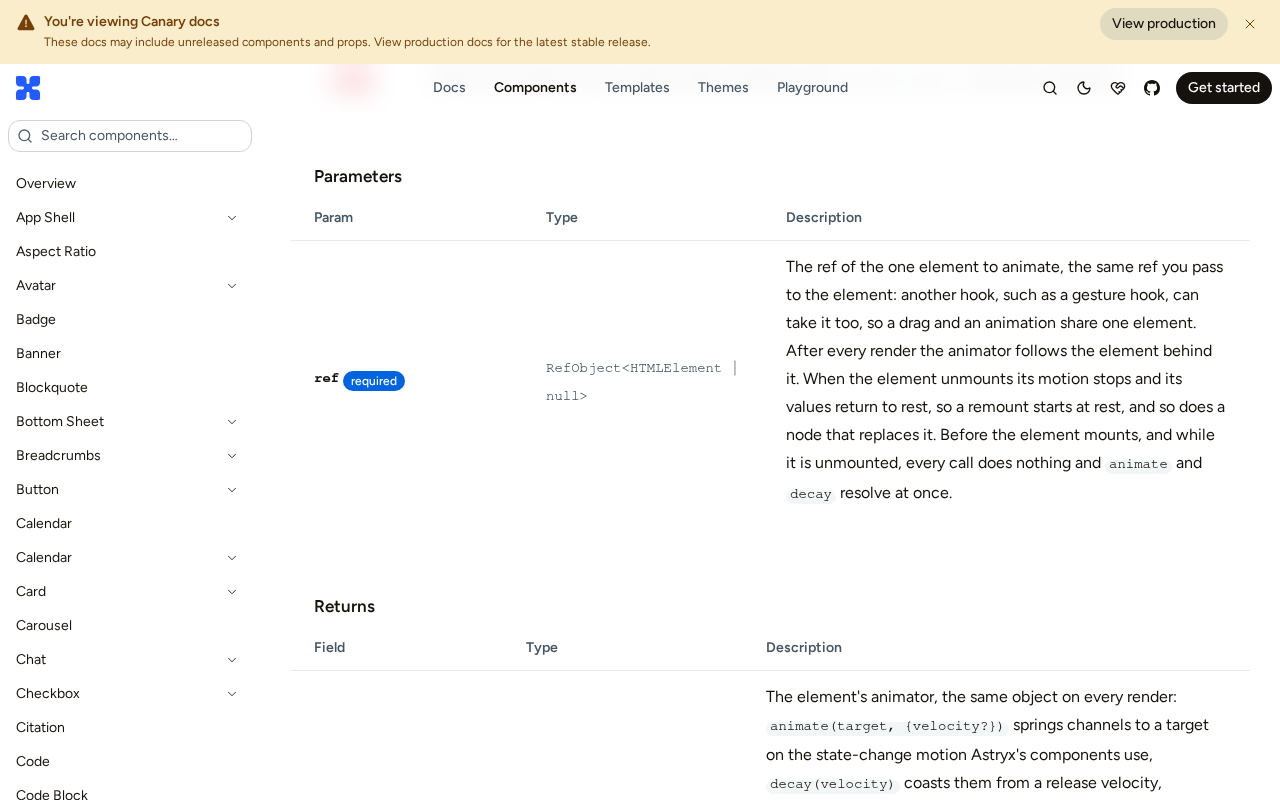 You're viewing Canary docs
These docs may include unreleased components and props. View production docs for the latest stable release.
View production
Docs
Components
Templates
Themes
Playground
Get started
Search components...
Overview
App Shell
Aspect Ratio
Avatar
Badge
Banner
Blockquote
Bottom Sheet
Breadcrumbs
Button
Calendar
Calendar
Card
Carousel
Chat
Checkbox
Citation
Code
Code Block
Parameters
Param Type Description
ref required
RefObject<HTMLElement |
null>
The ref of the one element to animate, the same ref you pass
to the element: another hook, such as a gesture hook, can
take it too, so a drag and an animation share one element.
After every render the animator follows the element behind
it. When the element unmounts its motion stops and its
values return to rest, so a remount starts at rest, and so does a
node that replaces it. Before the element mounts, and while
it is unmounted, every call does nothing and animate and
decay resolve at once.
Returns
Field Type Description
The element's animator, the same object on every render:
animate(target, {velocity?}) springs channels to a target
on the state-change motion Astryx's components use,
decay(velocity) coasts them from a release velocity,